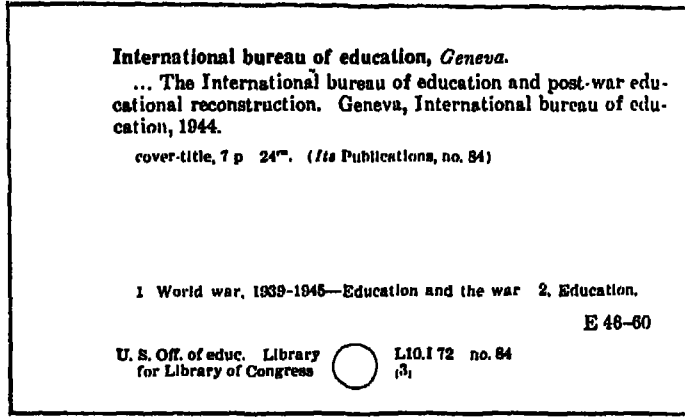 International bureau of education, Geneva.
... The International bureau of education and post-war edu-
cational reconstruction. Geneva, International bureau of edu-
cation, 1944.
cover-title, 7 p 24ᶜᵐ. (Its Publications, no. 84)
1 World war, 1939-1945—Education and the war 2. Education,
E 46-60
U. S. Off. of educ. Library L10.I 72 no. 84
for Library of Congress ₍3₎